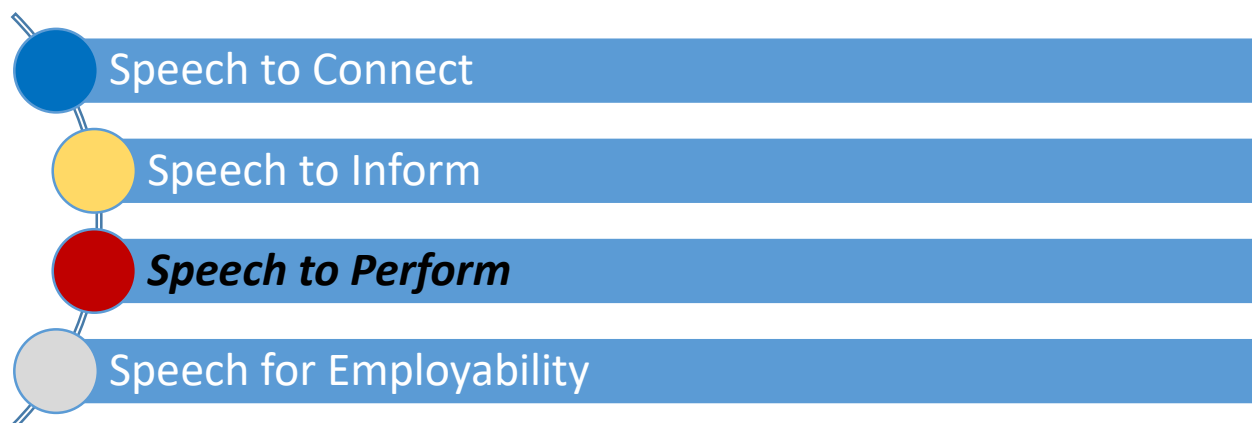 Speech to Connect
Speech to Inform
Speech to Perform
Speech for Employability